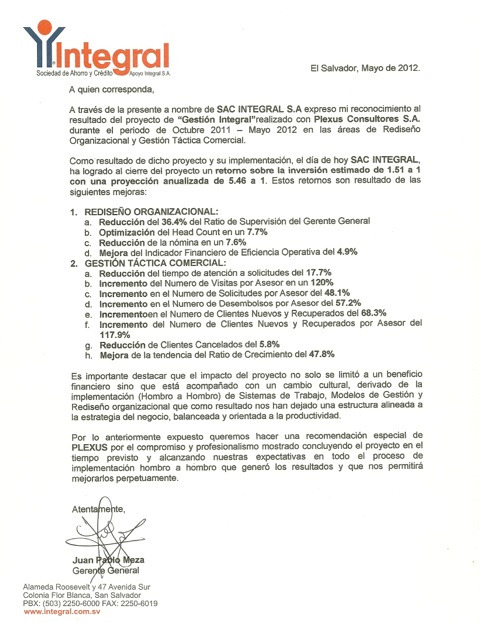 Integral
Sociedad de Ahorro y Crédito Apoyo Integral S.A.
El Salvador, Mayo de 2012.
A quien corresponda,
A través de la presente a nombre de SAC INTEGRAL S.A expreso mi reconocimiento al
resultado del proyecto de “Gestión Integral”realizado con Plexus Consultores S.A.
durante el periodo de Octubre 2011 – Mayo 2012 en las áreas de Rediseño
Organizacional y Gestión Táctica Comercial.
Como resultado de dicho proyecto y su implementación, el día de hoy SAC INTEGRAL,
ha logrado al cierre del proyecto un retorno sobre la inversión estimado de 1.51 a 1
con una proyección anualizada de 5.46 a 1. Estos retornos son resultado de las
siguientes mejoras:
1. REDISEÑO ORGANIZACIONAL:
a. Reducción del 36.4% del Ratio de Supervisión del Gerente General
b. Optimización del Head Count en un 7.7%
c. Reducción de la nómina en un 7.6%
d. Mejora del Indicador Financiero de Eficiencia Operativa del 4.9%
2. GESTIÓN TÁCTICA COMERCIAL:
a. Reducción del tiempo de atención a solicitudes del 17.7%
b. Incremento del Numero de Visitas por Asesor en un 120%
c. Incremento en el Numero de Solicitudes por Asesor del 48.1%
d. Incremento en el Numero de Desembolsos por Asesor del 57.2%
e. Incrementoen el Numero de Clientes Nuevos y Recuperados del 68.3%
f. Incremento del Numero de Clientes Nuevos y Recuperados por Asesor del
117.9%
g. Reducción de Clientes Cancelados del 5.8%
h. Mejora de la tendencia del Ratio de Crecimiento del 47.8%
Es importante destacar que el impacto del proyecto no solo se limitó a un beneficio
financiero sino que está acompañado con un cambio cultural, derivado de la
implementación (Hombro a Hombro) de Sistemas de Trabajo, Modelos de Gestión y
Rediseño organizacional que como resultado nos han dejado una estructura alineada a
la estrategia del negocio, balanceada y orientada a la productividad.
Por lo anteriormente expuesto queremos hacer una recomendación especial de
PLEXUS por el compromiso y profesionalismo mostrado concluyendo el proyecto en el
tiempo previsto y alcanzando nuestras expectativas en todo el proceso de
implementación hombro a hombro que generó los resultados y que nos permitirá
mejorarlos perpetuamente.
Atentamente,
Juan Pablo Meza
Gerente General
Alameda Roosevelt y 47 Avenida Sur
Colonia Flor Blanca, San Salvador
PBX: (503) 2250-6000 FAX: 2250-6019
www.integral.com.sv